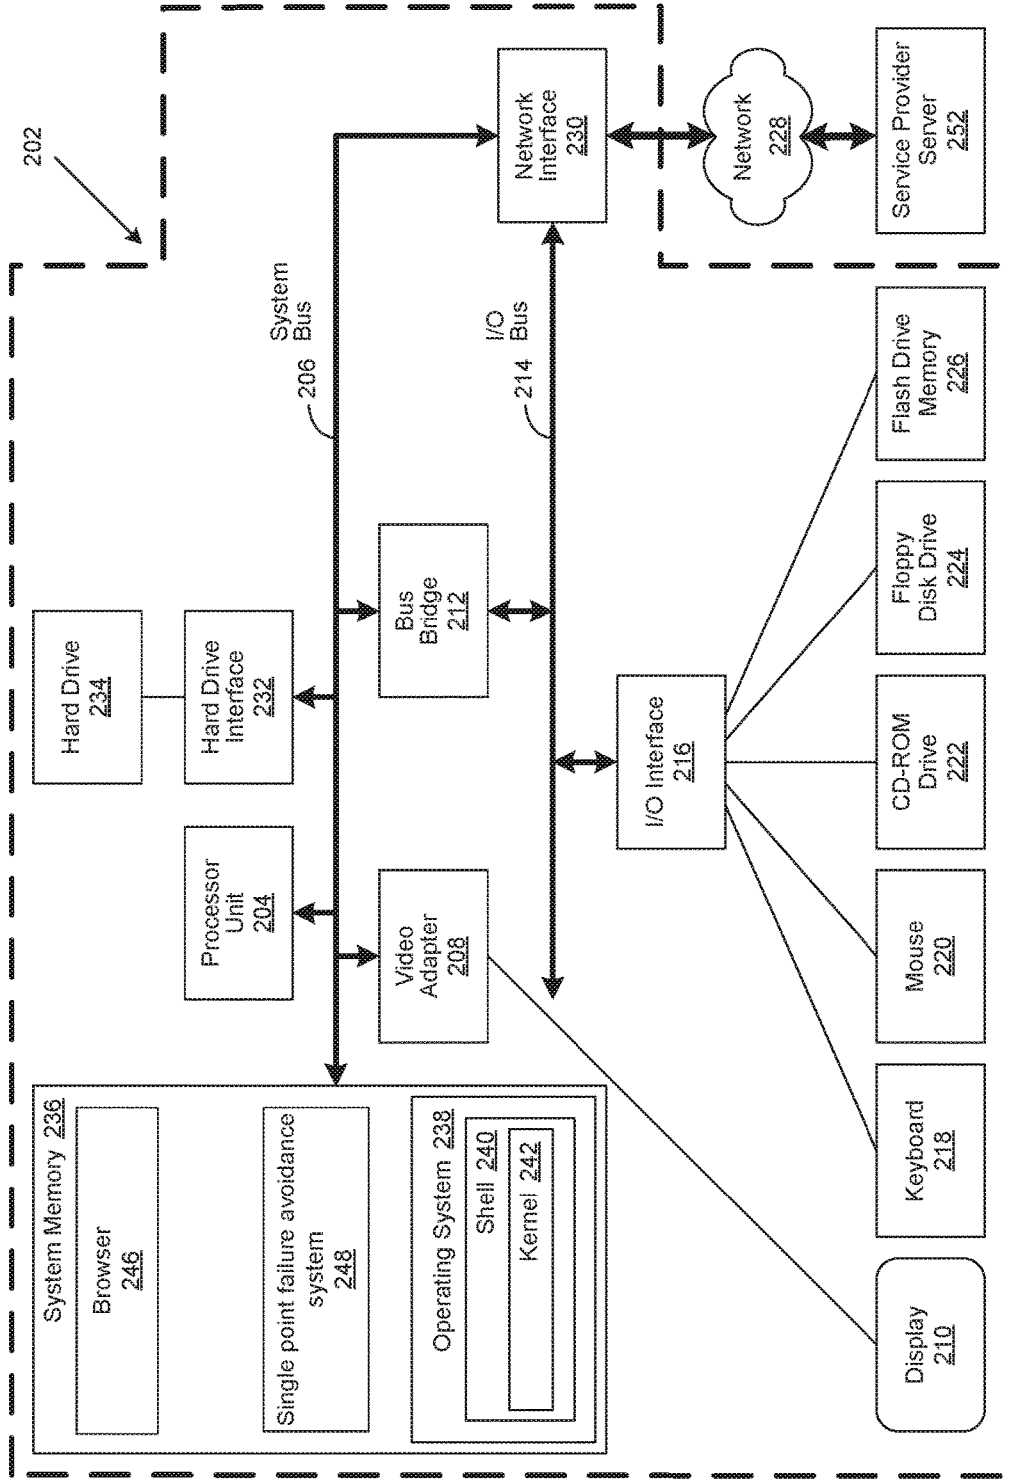 202
System Memory 236
Browser
246
Single point failure avoidance
system
248
Operating System 238
Shell 240
Kernel 242
Processor
Unit
204
Hard Drive
234
Hard Drive
Interface
232
System
Bus
206
Video
Adapter
208
Bus
Bridge
212
I/O
Bus
214
Network
Interface
230
I/O Interface
216
Network
228
Display
210
Keyboard
218
Mouse
220
CD-ROM
Drive
222
Floppy
Disk Drive
224
Flash Drive
Memory
226
Service Provider
Server
252